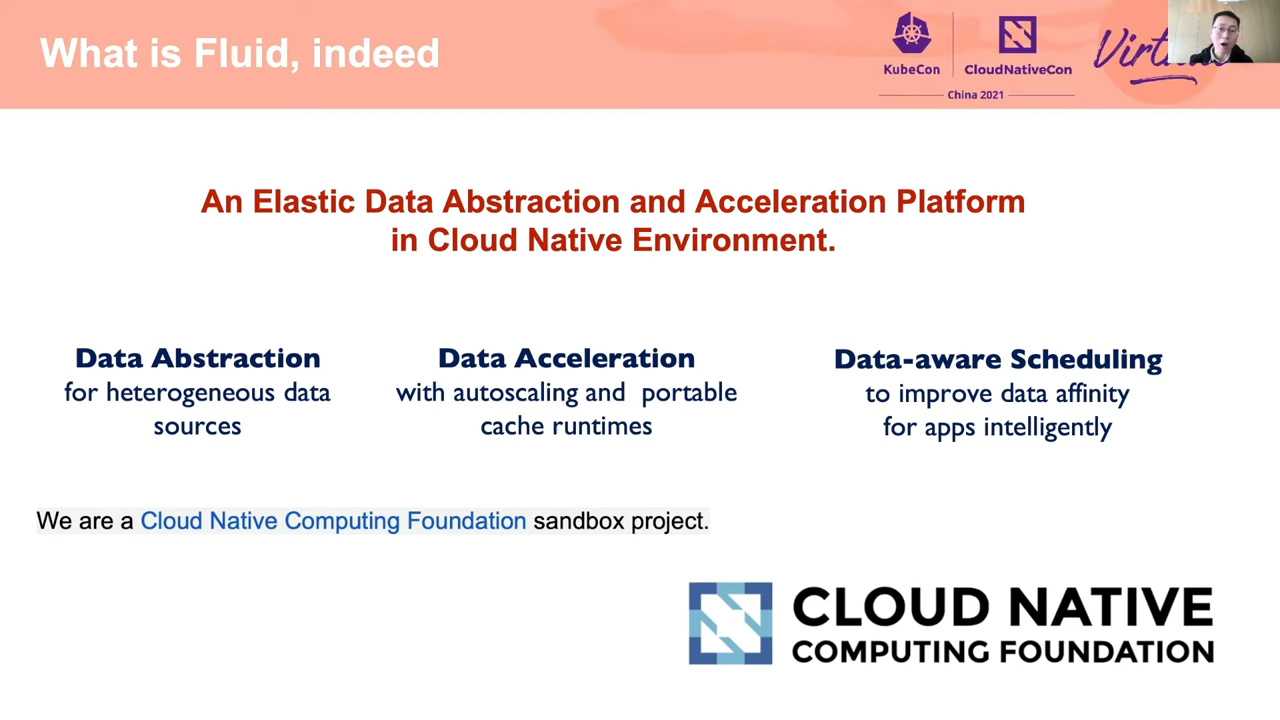 What is Fluid, indeed
KubeCon
CloudNativeCon
China 2021
An Elastic Data Abstraction and Acceleration Platform
in Cloud Native Environment.
Data Abstraction
for heterogeneous data
sources
Data Acceleration
with autoscaling and portable
cache runtimes
Data-aware Scheduling
to improve data affinity
for apps intelligently
We are a Cloud Native Computing Foundation sandbox project.
CLOUD NATIVE
COMPUTING FOUNDATION